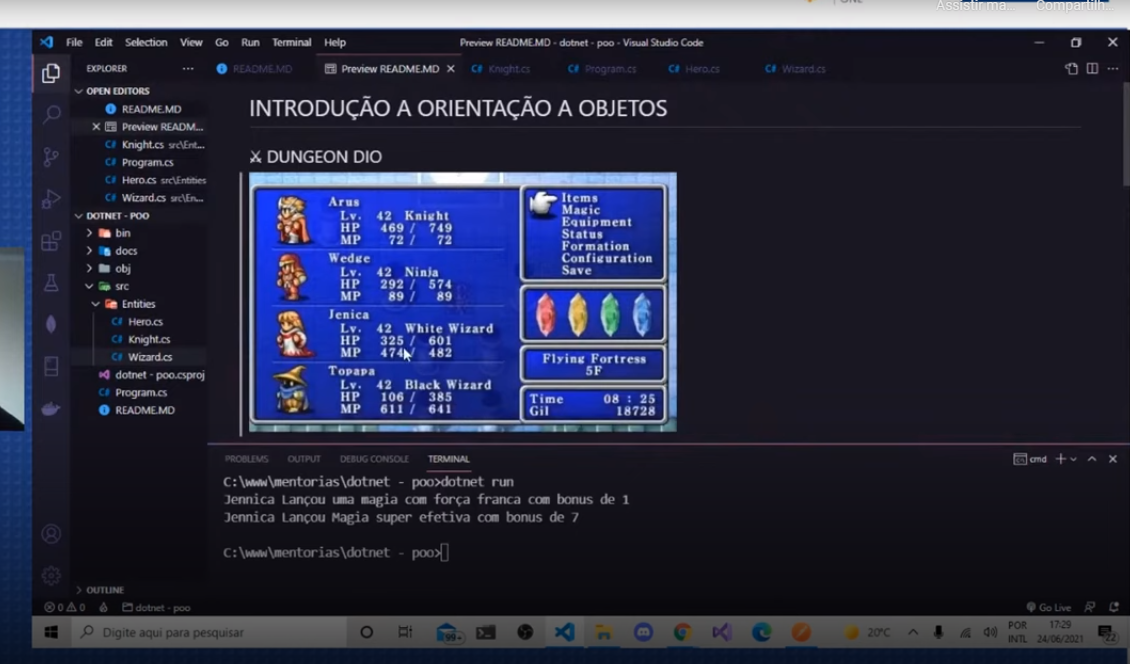 ONE
Assistir ma... Compartilh...
File Edit Selection View Go Run Terminal Help
Preview README.MD - dotnet - poo - Visual Studio Code
EXPLORER
README.MD Preview README.MD Knight.cs Program.cs Hero.cs Wizard.cs
OPEN EDITORS
README.MD
Preview READM...
C# Knight.cs src\Ent...
C# Program.cs
C# Hero.cs src\Entities
C# Wizard.cs src\En...
DOTNET - POO
bin
docs
obj
src
Entities
C# Hero.cs
C# Knight.cs
C# Wizard.cs
dotnet - poo.csproj
C# Program.cs
README.MD
OUTLINE
INTRODUÇÃO A ORIENTAÇÃO A OBJETOS
⚔ DUNGEON DIO
Arus
Lv. 42 Knight
HP 469 / 749
MP 72 / 72
Wedge
Lv. 42 Ninja
HP 292 / 574
MP 89 / 89
Jenica
Lv. 42 White Wizard
HP 325 / 601
MP 474 / 482
Topapa
Lv. 42 Black Wizard
HP 106 / 385
MP 611 / 641
Items
Magic
Equipment
Status
Formation
Configuration
Save
Flying Fortress
5F
Time 08 : 25
Gil 18728
PROBLEMS OUTPUT DEBUG CONSOLE TERMINAL
cmd
C:\www\mentorias\dotnet - poo>dotnet run
Jennica Lançou uma magia com força franca com bonus de 1
Jennica Lançou Magia super efetiva com bonus de 7
C:\www\mentorias\dotnet - poo>
0 0 dotnet - poo
Go Live
Digite aqui para pesquisar
99+
20°C
POR
INTL
17:29
24/06/2021
22